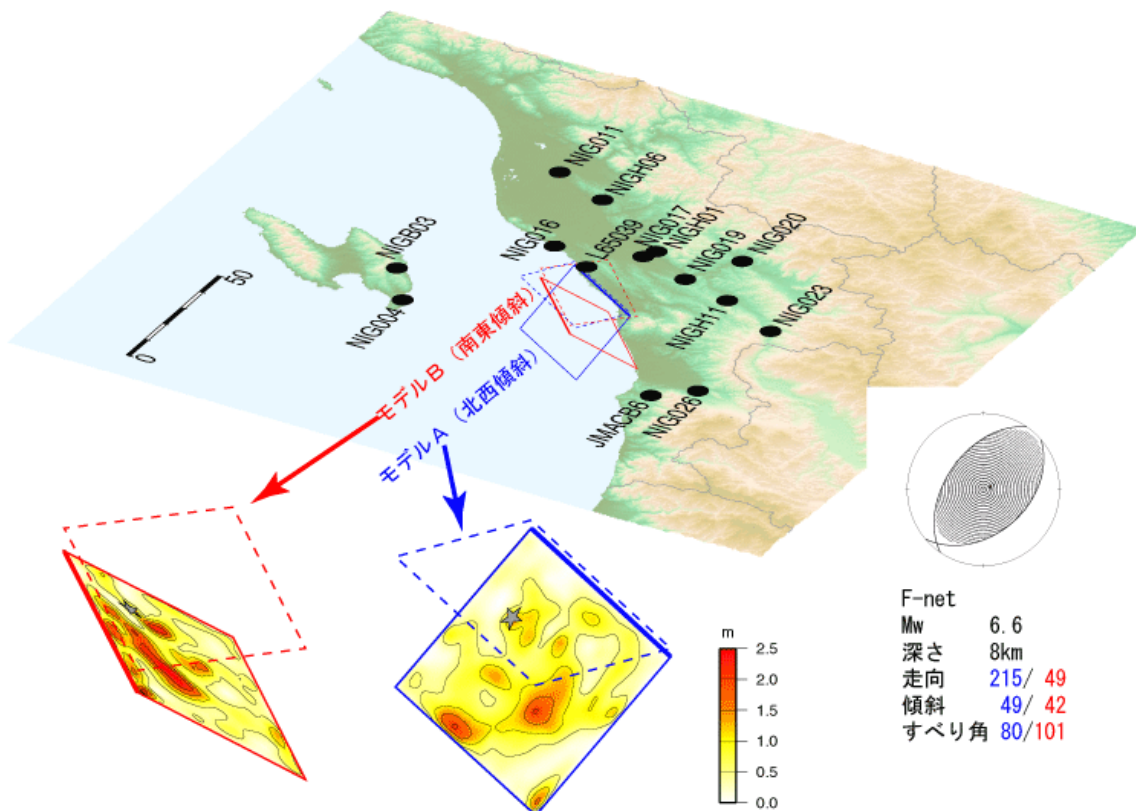 NIG011
NIGH06
NIGB03
NIG016
L65039
NIG017
NIGH01
NIG019
NIG020
NIG004
NIGH11
NIG023
50
0
モデルB (南東傾斜)
モデルA (北西傾斜)
JMACB6
NIG026
F-net
Mw 6.6
深さ 8km
走向 215/ 49
傾斜 49/ 42
すべり角 80/101
m
2.5
2.0
1.5
1.0
0.5
0.0